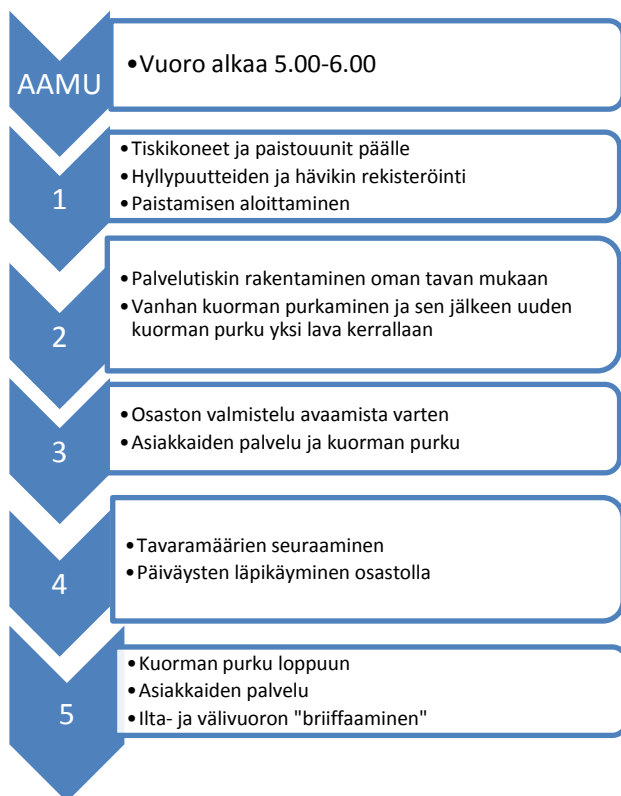 AAMU
•Vuoro alkaa 5.00-6.00
1
•Tiskikoneet ja paistouunit päälle
•Hyllypuutteiden ja hävikin rekisteröinti
•Paistamisen aloittaminen
2
•Palvelutiskin rakentaminen oman tavan mukaan
•Vanhan kuorman purkaminen ja sen jälkeen uuden
kuorman purku yksi lava kerrallaan
3
•Osaston valmistelu avaamista varten
•Asiakkaiden palvelu ja kuorman purku
4
•Tavaramäärien seuraaminen
•Päiväysten läpikäyminen osastolla
5
•Kuorman purku loppuun
•Asiakkaiden palvelu
•Ilta- ja välivuoron "briiffaaminen"